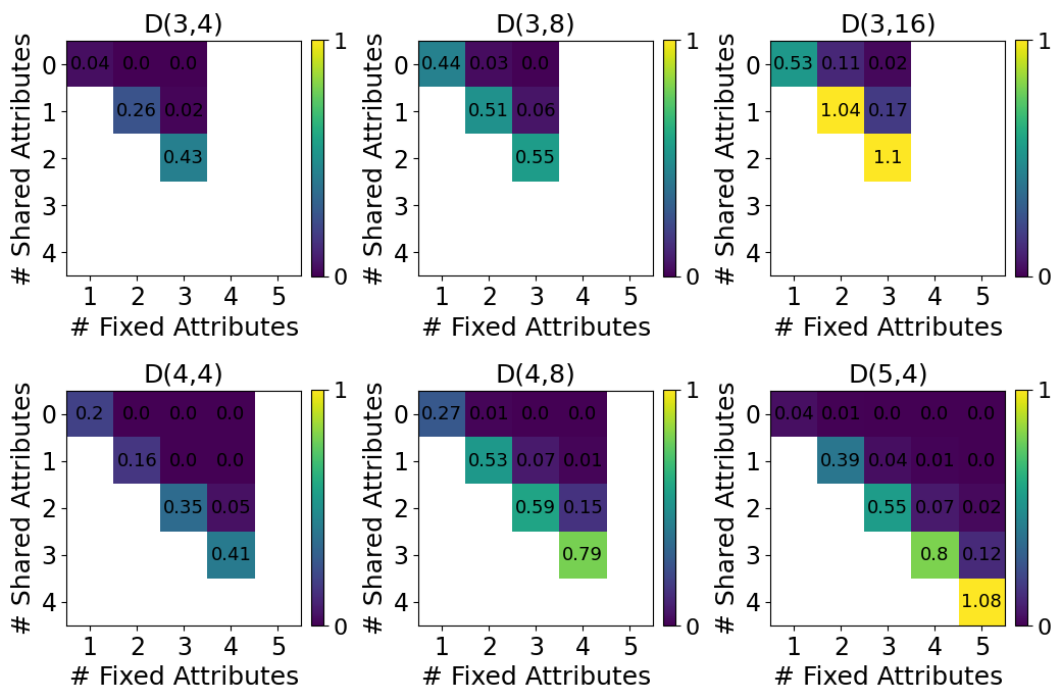 D(3,4)
# Shared Attributes
0
1
2
3
4
0.04 0.0 0.0
0.26 0.02
0.43
1 2 3 4 5
# Fixed Attributes
1
0
D(3,8)
# Shared Attributes
0
1
2
3
4
0.44 0.03 0.0
0.51 0.06
0.55
1 2 3 4 5
# Fixed Attributes
1
0
D(3,16)
# Shared Attributes
0
1
2
3
4
0.53 0.11 0.02
1.04 0.17
1.1
1 2 3 4 5
# Fixed Attributes
1
0
D(4,4)
# Shared Attributes
0
1
2
3
4
0.2 0.0 0.0 0.0
0.16 0.0 0.0
0.35 0.05
0.41
1 2 3 4 5
# Fixed Attributes
1
0
D(4,8)
# Shared Attributes
0
1
2
3
4
0.27 0.01 0.0 0.0
0.53 0.07 0.01
0.59 0.15
0.79
1 2 3 4 5
# Fixed Attributes
1
0
D(5,4)
# Shared Attributes
0
1
2
3
4
0.04 0.01 0.0 0.0 0.0
0.39 0.04 0.01 0.0
0.55 0.07 0.02
0.8 0.12
1.08
1 2 3 4 5
# Fixed Attributes
1
0